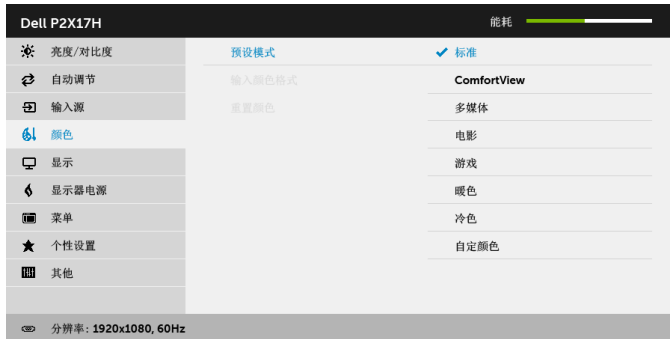 Dell P2X17H 能耗
亮度/对比度 预设模式 标准
自动调节 输入颜色格式 ComfortView
输入源 重置颜色 多媒体
颜色 电影
显示 游戏
显示器电源 暖色
菜单 冷色
个性设置 自定颜色
其他
分辨率: 1920x1080, 60Hz